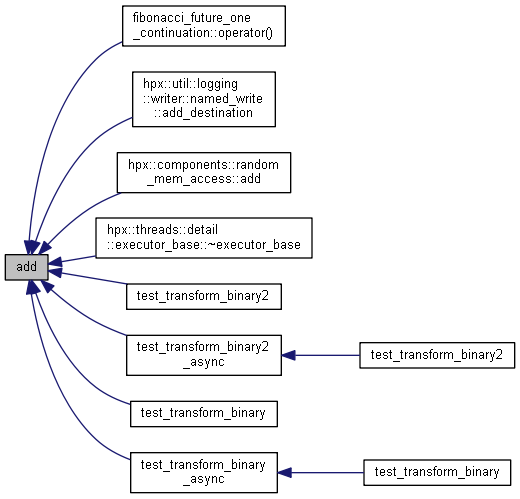 fibonacci_future_one
_continuation::operator()
hpx::util::logging
::writer::named_write
::add_destination
hpx::components::random
_mem_access::add
hpx::threads::detail
::executor_base::~executor_base
add
test_transform_binary2
test_transform_binary2
_async
test_transform_binary2
test_transform_binary
test_transform_binary
_async
test_transform_binary